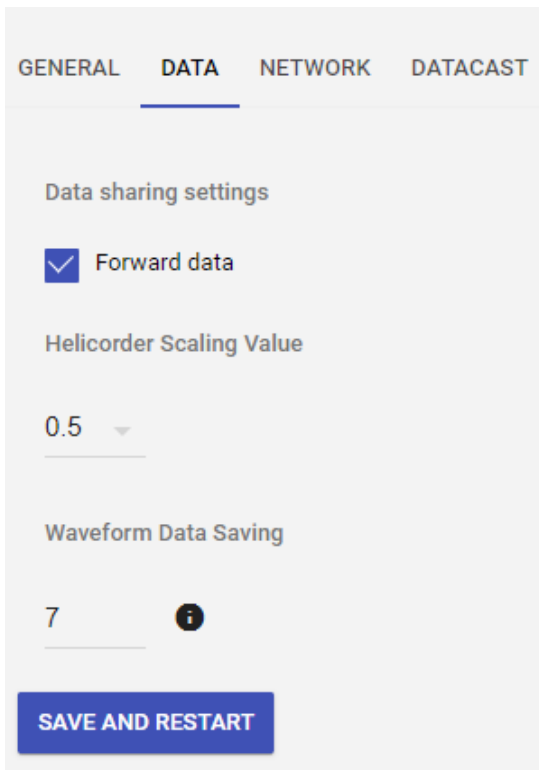 GENERAL DATA NETWORK DATACAST
Data sharing settings
Forward data
Helicorder Scaling Value
0.5
Waveform Data Saving
7
SAVE AND RESTART